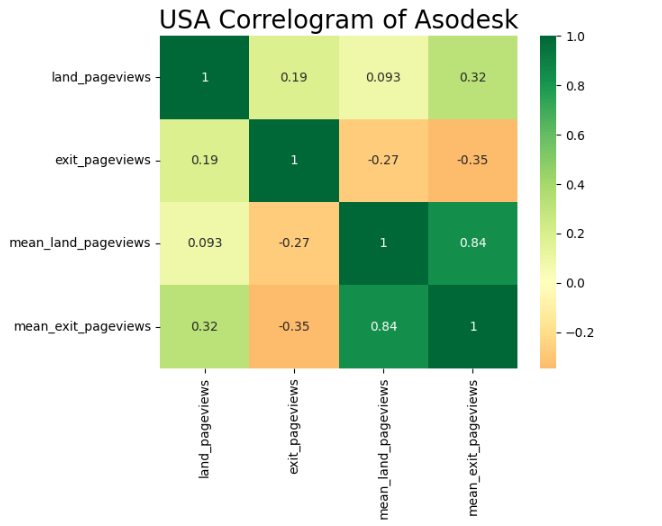 USA Correlogram of Asodesk
land_pageviews 1 0.19 0.093 0.32
exit_pageviews 0.19 1 -0.27 -0.35
mean_land_pageviews 0.093 -0.27 1 0.84
mean_exit_pageviews 0.32 -0.35 0.84 1
land_pageviews
exit_pageviews
mean_land_pageviews
mean_exit_pageviews
1.0
0.8
0.6
0.4
0.2
0.0
−0.2